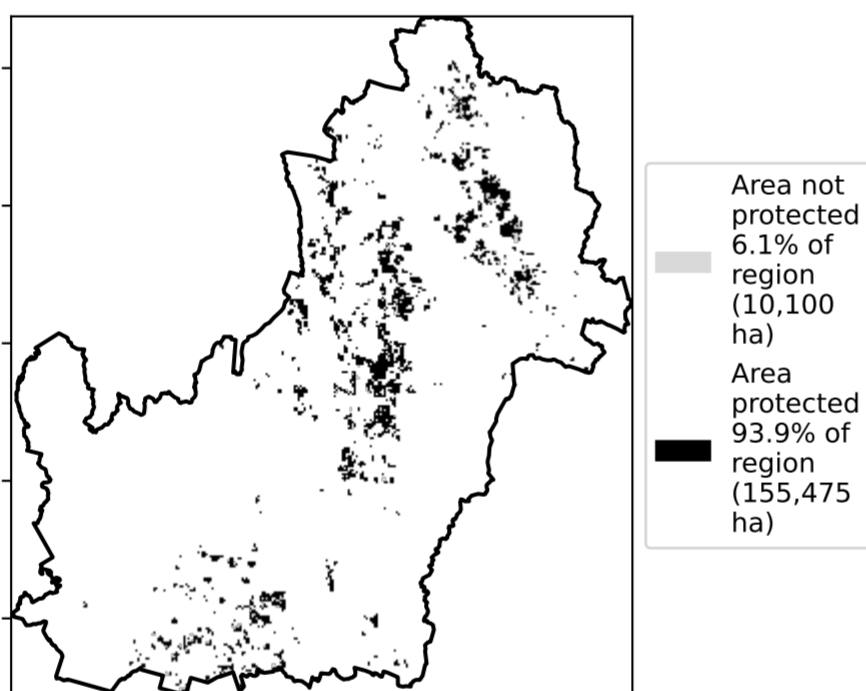 Area not
protected
6.1% of
region
(10,100
ha)
Area
protected
93.9% of
region
(155,475
ha)